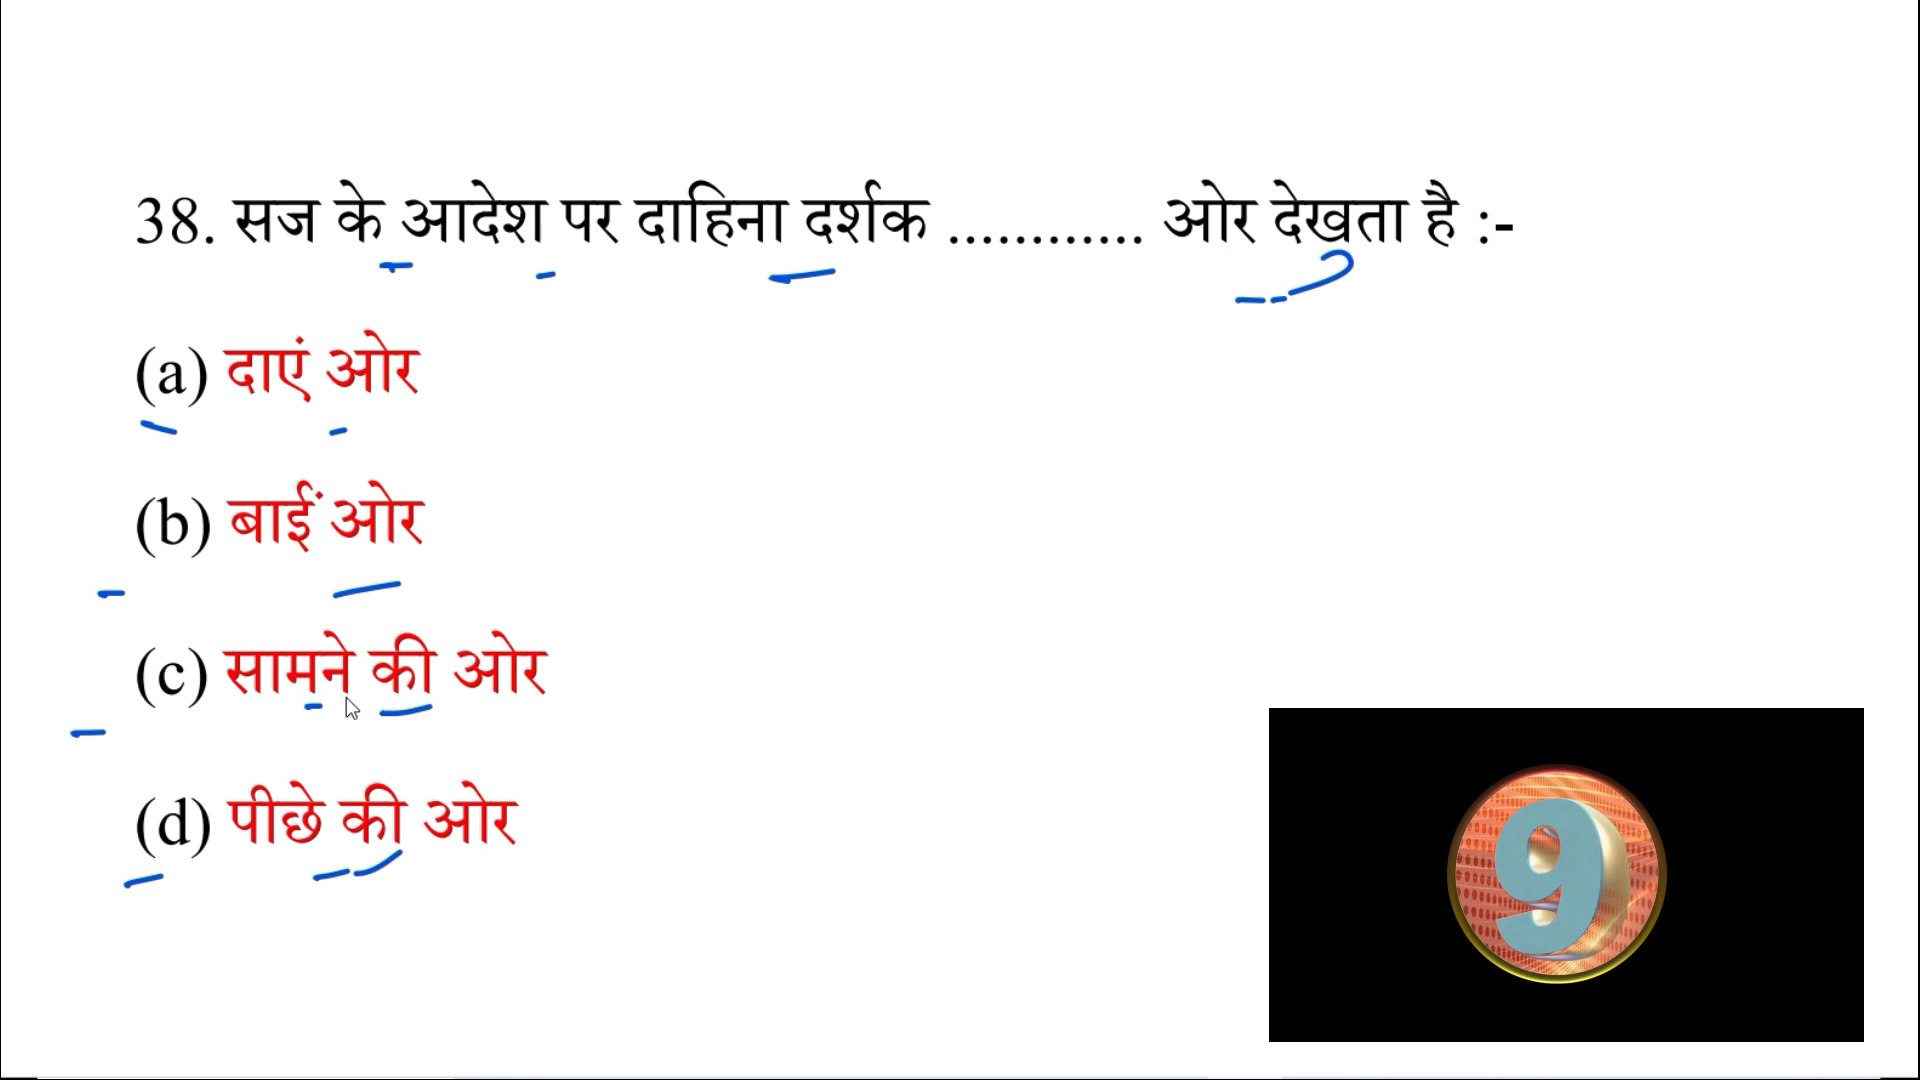 38. सज के आदेश पर दाहिना दर्शक ............ ओर देखता है :-
(a) दाएं ओर
(b) बाईं ओर
(c) सामने की ओर
(d) पीछे की ओर
9